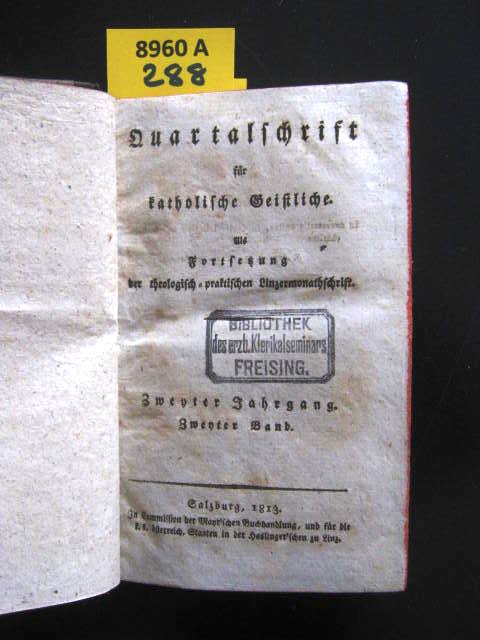 8960 A
288
Quartalschrift
für
katholische Geistliche.
Als
Fortsetzung
der theologisch-praktischen Linzermonathschrift.
BIBLIOTHEK
des erzb. Klerikalseminars
FREISING.
Zweyter Jahrgang.
Zweyter Band.
Salzburg, 1813.
In Commission der Mayr'schen Buchhandlung, und für die
k. k. österreich. Staaten in der Haslinger'schen zu Linz.